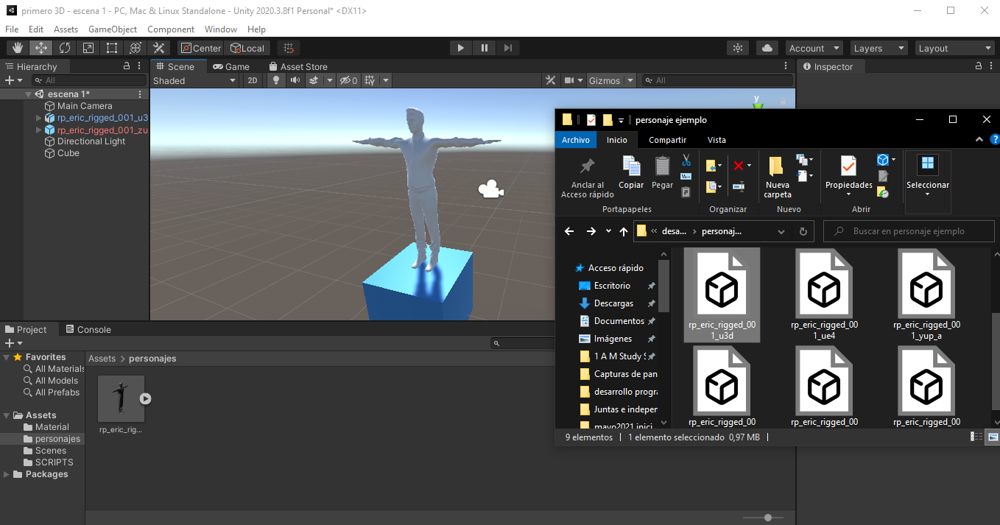 primero 3D - escena 1 - PC, Mac & Linux Standalone - Unity 2020.3.8f1 Personal* <DX11>
File Edit Assets GameObject Component Window Help
Center Local
Account Layers Layout
Hierarchy
All
escena 1*
Main Camera
rp_eric_rigged_001_u3
rp_eric_rigged_001_zu
Directional Light
Cube
Scene Game Asset Store
Shaded 2D 0 Gizmos All
y
Inspector
personaje ejemplo
Archivo Inicio Compartir Vista
Anclar al
Acceso rápido
Copiar
Pegar
Portapapeles
Organizar
Nueva
carpeta
Nuevo
Propiedades
Abrir
Seleccionar
« desa... › personaj...
Buscar en personaje ejemplo
Acceso rápido
Escritorio
Descargas
Documentos
Imágenes
1 A M Study S
Capturas de pan
desarrollo progra
Juntas e indeper
mayo2021 inici
rp_eric_rigged_00
1_u3d
rp_eric_rigged_00
1_ue4
rp_eric_rigged_00
1_yup_a
rp_eric_rigged_00
rp_eric_rigged_00
rp_eric_rigged_00
9 elementos 1 elemento seleccionado 0,97 MB
Project Console
Favorites
All Materials
All Models
All Prefabs
Assets
Material
personajes
Scenes
SCRIPTS
Packages
Assets > personajes
rp_eric_rig...